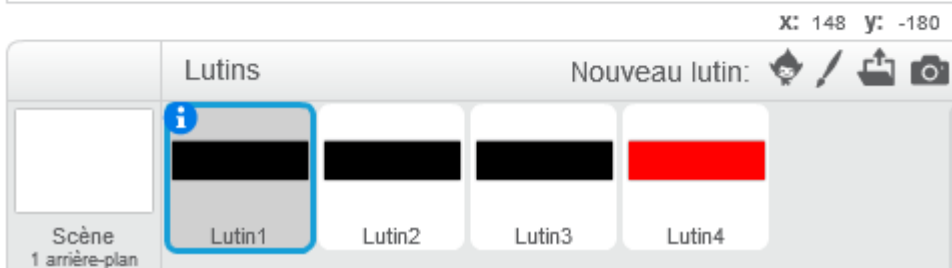 x: 148 y: -180
Lutins
Nouveau lutin:
Scène
1 arrière-plan
Lutin1
Lutin2
Lutin3
Lutin4